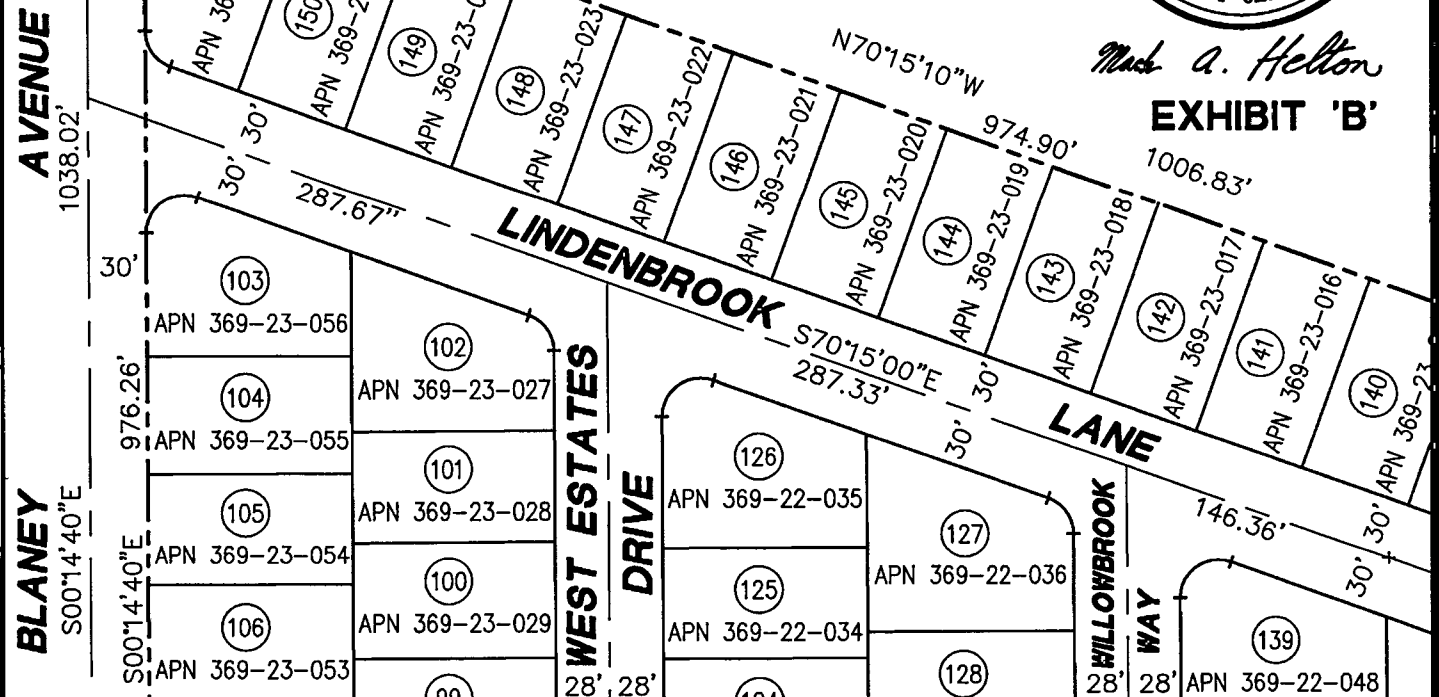 Mark A. Helton
EXHIBIT 'B'
AVENUE
1038.02'
BLANEY
S00°14'40"E
30'
976.26'
S00°14'40"E
N70°15'10"W
974.90'
1006.83'
150
149
148
APN 369-23-023
147
APN 369-23-022
146
APN 369-23-021
145
APN 369-23-020
144
APN 369-23-019
143
APN 369-23-018
142
APN 369-23-017
141
APN 369-23-016
140
30'
30'
287.67"
LINDENBROOK
S70°15'00"E
287.33'
30'
30'
LANE
146.36'
30'
30'
103
APN 369-23-056
104
APN 369-23-055
105
APN 369-23-054
106
APN 369-23-053
102
APN 369-23-027
101
APN 369-23-028
100
APN 369-23-029
WEST ESTATES
DRIVE
28'
28'
126
APN 369-22-035
125
APN 369-22-034
127
APN 369-22-036
128
WILLOWBROOK
WAY
28'
28'
139
APN 369-22-048